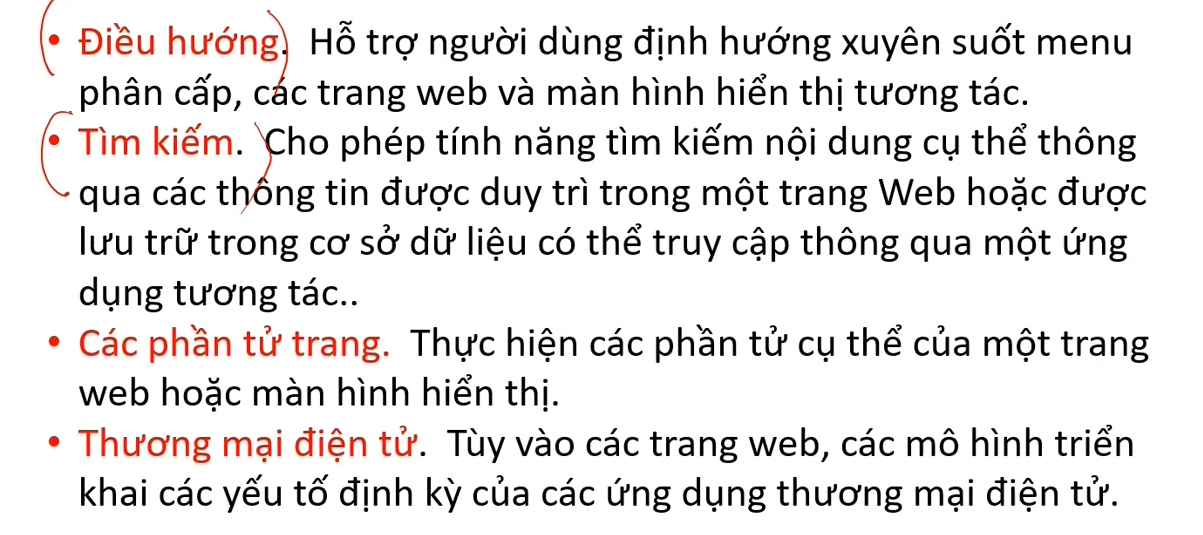 • Điều hướng.  Hỗ trợ người dùng định hướng xuyên suốt menu
phân cấp, các trang web và màn hình hiển thị tương tác.
• Tìm kiếm.  Cho phép tính năng tìm kiếm nội dung cụ thể thông
qua các thông tin được duy trì trong một trang Web hoặc được
lưu trữ trong cơ sở dữ liệu có thể truy cập thông qua một ứng
dụng tương tác..
• Các phần tử trang.  Thực hiện các phần tử cụ thể của một trang
web hoặc màn hình hiển thị.
• Thương mại điện tử.  Tùy vào các trang web, các mô hình triển
khai các yếu tố định kỳ của các ứng dụng thương mại điện tử.